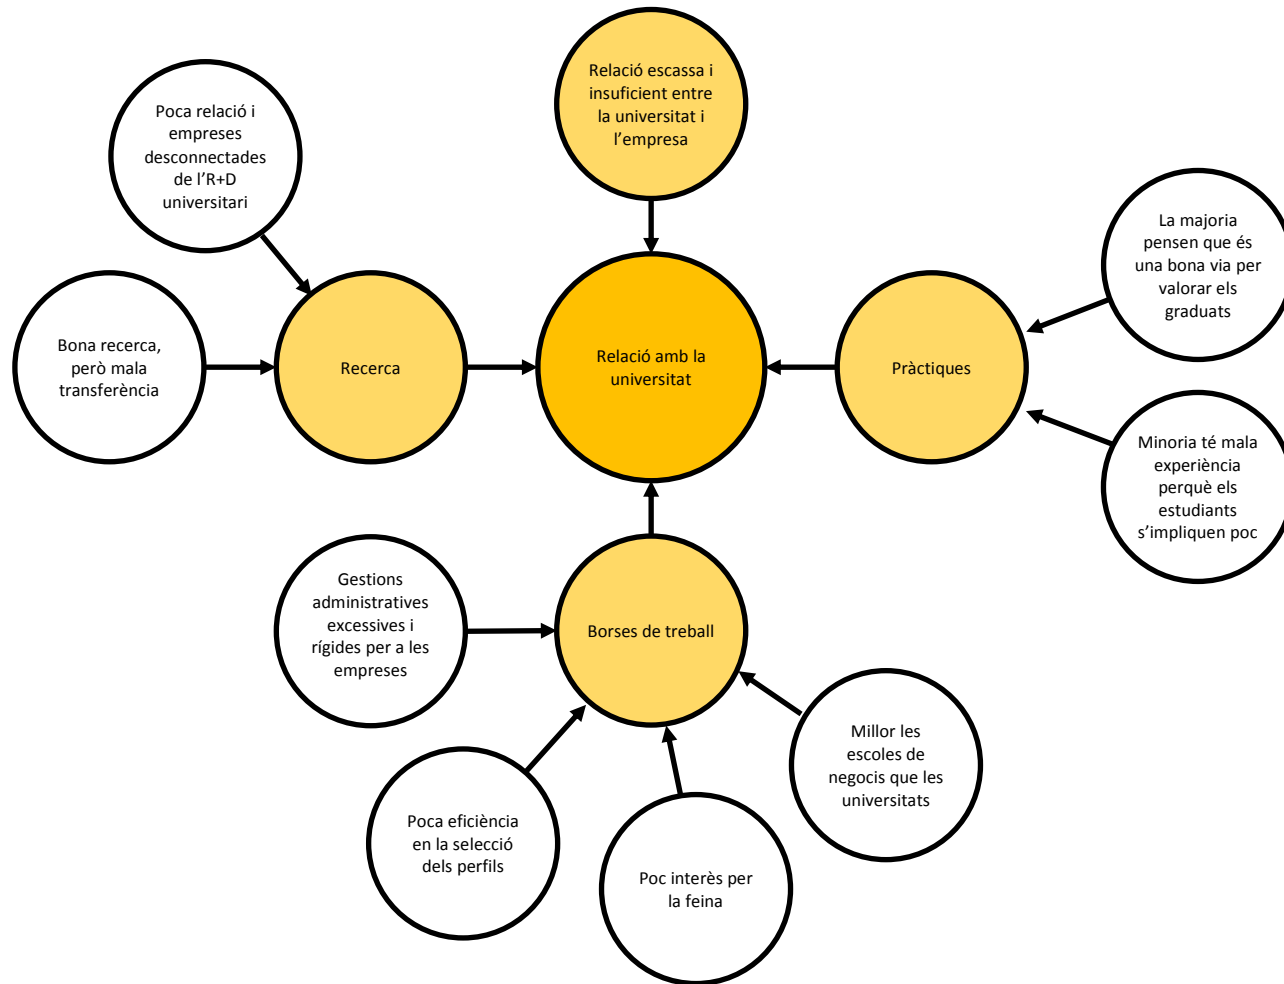 Relació escassa i
insuficient entre
la universitat i
l'empresa
Poca relació i
empreses
desconnectades
de l'R+D
universitari
La majoria
pensen que és
una bona via per
valorar els
graduats
Bona recerca,
però mala
transferència
Recerca
Relació amb la
universitat
Pràctiques
Minoria té mala
experiència
perquè els
estudiants
s'impliquen poc
Gestions
administratives
excessives i
rígides per a les
empreses
Borses de treball
Millor les
escoles de
negocis que les
universitats
Poca eficiència
en la selecció
dels perfils
Poc interès per
la feina